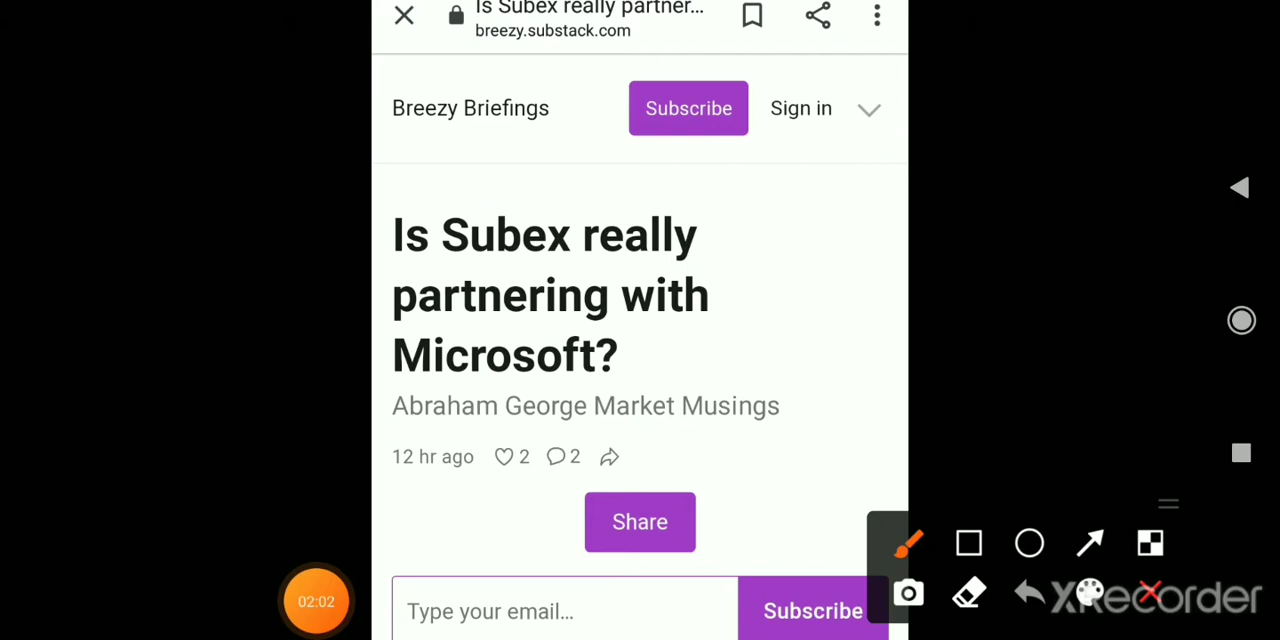 Is Subex really partner...
breezy.substack.com
Breezy Briefings
Subscribe
Sign in
Is Subex really
partnering with
Microsoft?
Abraham George Market Musings
12 hr ago
2
2
Share
Type your email...
Subscribe
02:02
XRecorder